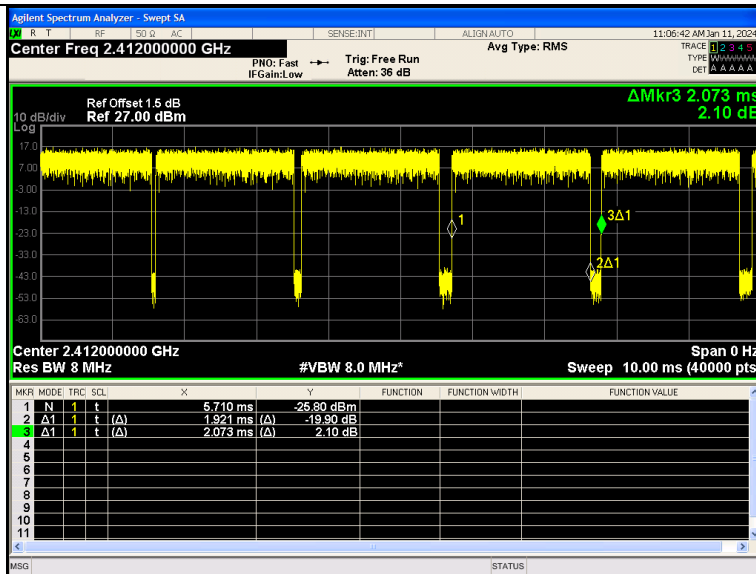 Agilent Spectrum Analyzer - Swept SA
LXI R T RF 50 Ω AC SENSE:INT ALIGN AUTO 11:06:42 AM Jan 11, 2024
Center Freq 2.412000000 GHz Avg Type: RMS TRACE 1 2 3 4 5
PNO: Fast Trig: Free Run TYPE W
IFGain:Low Atten: 36 dB DET A A A A A
ΔMkr3 2.073 ms
2.10 dB
Ref Offset 1.5 dB
10 dB/div Ref 27.00 dBm
Log
17.0
7.00
-3.00
-13.0
-23.0
-33.0
-43.0
-53.0
-63.0
1
3Δ1
2Δ1
Center 2.412000000 GHz Span 0 Hz
Res BW 8 MHz #VBW 8.0 MHz* Sweep 10.00 ms (40000 pts
MKR MODE TRC SCL X Y FUNCTION FUNCTION WIDTH FUNCTION VALUE
1 N 1 t 5.710 ms -25.80 dBm
2 Δ1 1 t (Δ) 1.921 ms (Δ) -19.90 dB
3 Δ1 1 t (Δ) 2.073 ms (Δ) 2.10 dB
4
5
6
7
8
9
10
11
MSG STATUS